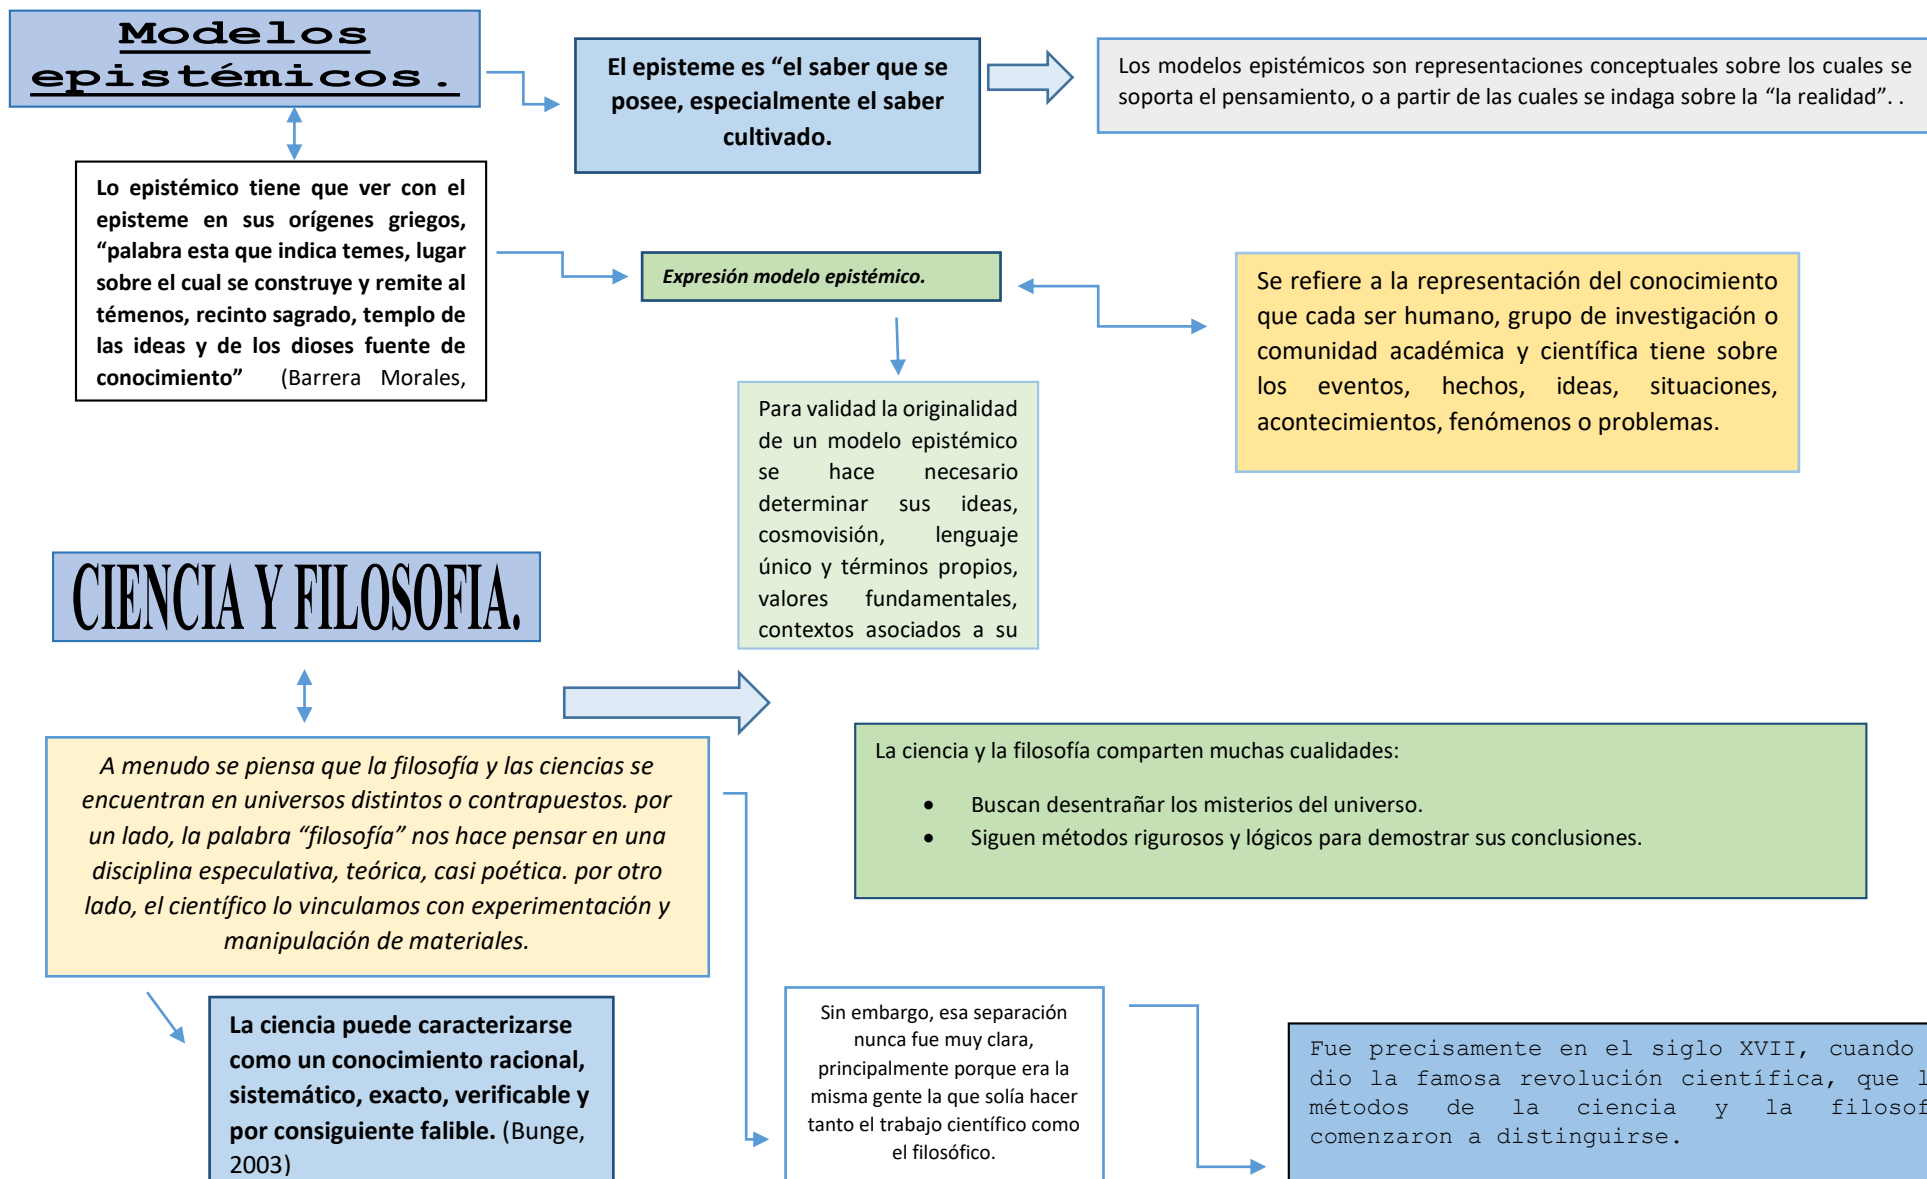 Modelos
epistémicos.
El episteme es “el saber que se
posee, especialmente el saber
cultivado.
Los modelos epistémicos son representaciones conceptuales sobre los cuales se
soporta el pensamiento, o a partir de las cuales se indaga sobre la “la realidad”. .
Lo epistémico tiene que ver con el
episteme en sus orígenes griegos,
“palabra esta que indica temes, lugar
sobre el cual se construye y remite al
témenos, recinto sagrado, templo de
las ideas y de los dioses fuente de
conocimiento” (Barrera Morales,
Expresión modelo epistémico.
Se refiere a la representación del conocimiento
que cada ser humano, grupo de investigación o
comunidad académica y científica tiene sobre
los eventos, hechos, ideas, situaciones,
acontecimientos, fenómenos o problemas.
Para validad la originalidad
de un modelo epistémico
se hace necesario
determinar sus ideas,
cosmovisión, lenguaje
único y términos propios,
valores fundamentales,
contextos asociados a su
CIENCIA Y FILOSOFIA.
A menudo se piensa que la filosofía y las ciencias se
encuentran en universos distintos o contrapuestos. por
un lado, la palabra “filosofía” nos hace pensar en una
disciplina especulativa, teórica, casi poética. por otro
lado, el científico lo vinculamos con experimentación y
manipulación de materiales.
La ciencia y la filosofía comparten muchas cualidades:
• Buscan desentrañar los misterios del universo.
• Siguen métodos rigurosos y lógicos para demostrar sus conclusiones.
La ciencia puede caracterizarse
como un conocimiento racional,
sistemático, exacto, verificable y
por consiguiente falible. (Bunge,
2003)
Sin embargo, esa separación
nunca fue muy clara,
principalmente porque era la
misma gente la que solía hacer
tanto el trabajo científico como
el filosófico.
Fue precisamente en el siglo XVII, cuando
dio la famosa revolución científica, que
métodos de la ciencia y la
comenzaron a distinguirse.